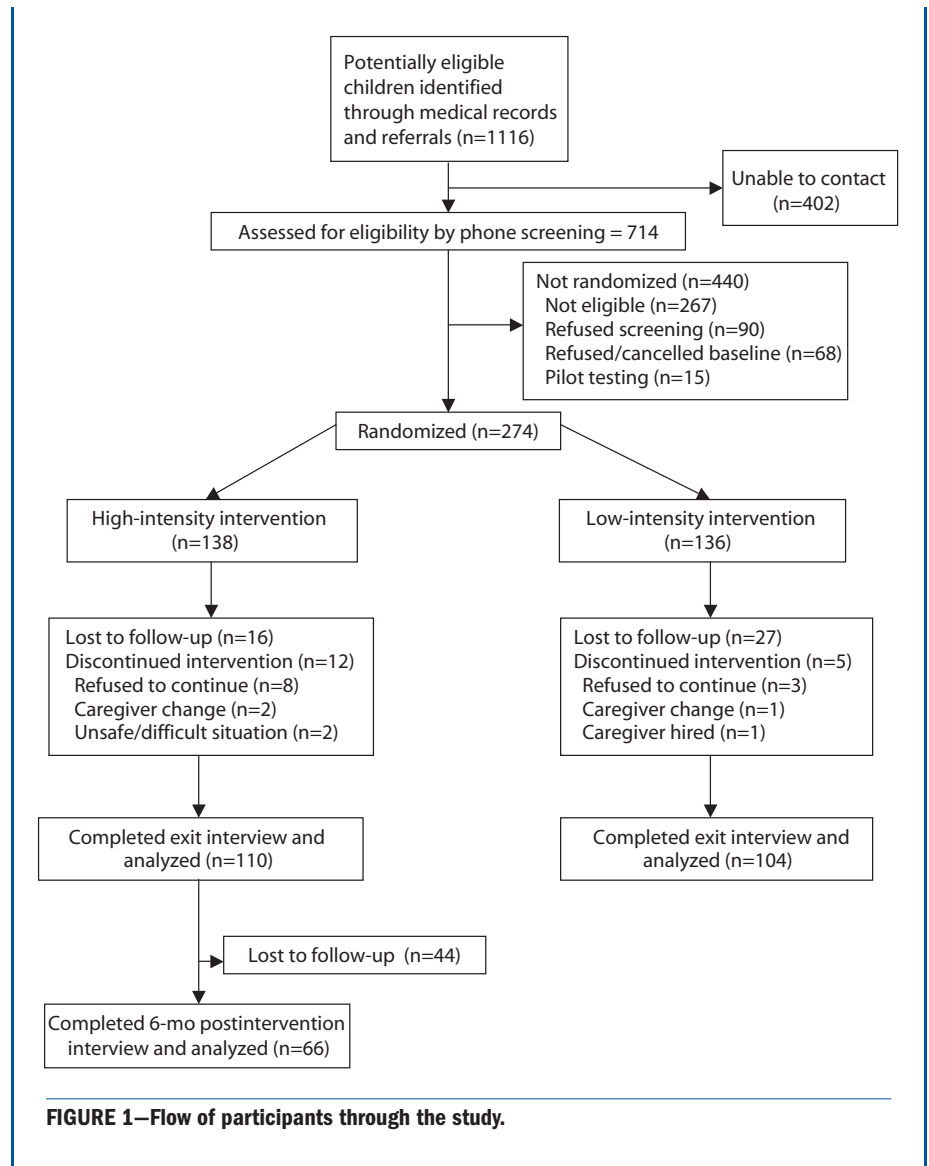 Potentially eligible
children identified
through medical records
and referrals (n=1116)
Unable to contact
(n=402)
Assessed for eligibility by phone screening = 714
Not randomized (n=440)
Not eligible (n=267)
Refused screening (n=90)
Refused/cancelled baseline (n=68)
Pilot testing (n=15)
Randomized (n=274)
High-intensity intervention
(n=138)
Low-intensity intervention
(n=136)
Lost to follow-up (n=16)
Discontinued intervention (n=12)
Refused to continue (n=8)
Caregiver change (n=2)
Unsafe/difficult situation (n=2)
Lost to follow-up (n=27)
Discontinued intervention (n=5)
Refused to continue (n=3)
Caregiver change (n=1)
Caregiver hired (n=1)
Completed exit interview and
analyzed (n=110)
Completed exit interview and
analyzed (n=104)
Lost to follow-up (n=44)
Completed 6-mo postintervention
interview and analyzed (n=66)
FIGURE 1—Flow of participants through the study.